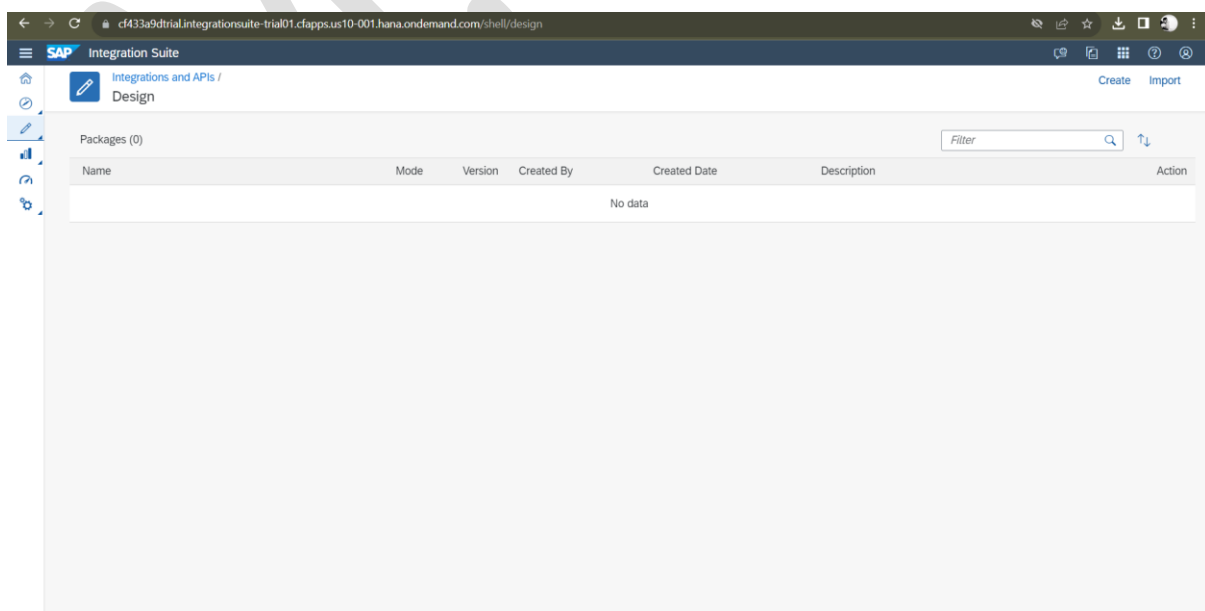 cf433a9dtrial.integrationsuite-trial01.cfapps.us10-001.hana.ondemand.com/shell/design
SAP Integration Suite
Integrations and APIs /
Design
Create Import
Packages (0)
Filter
Name Mode Version Created By Created Date Description Action
No data